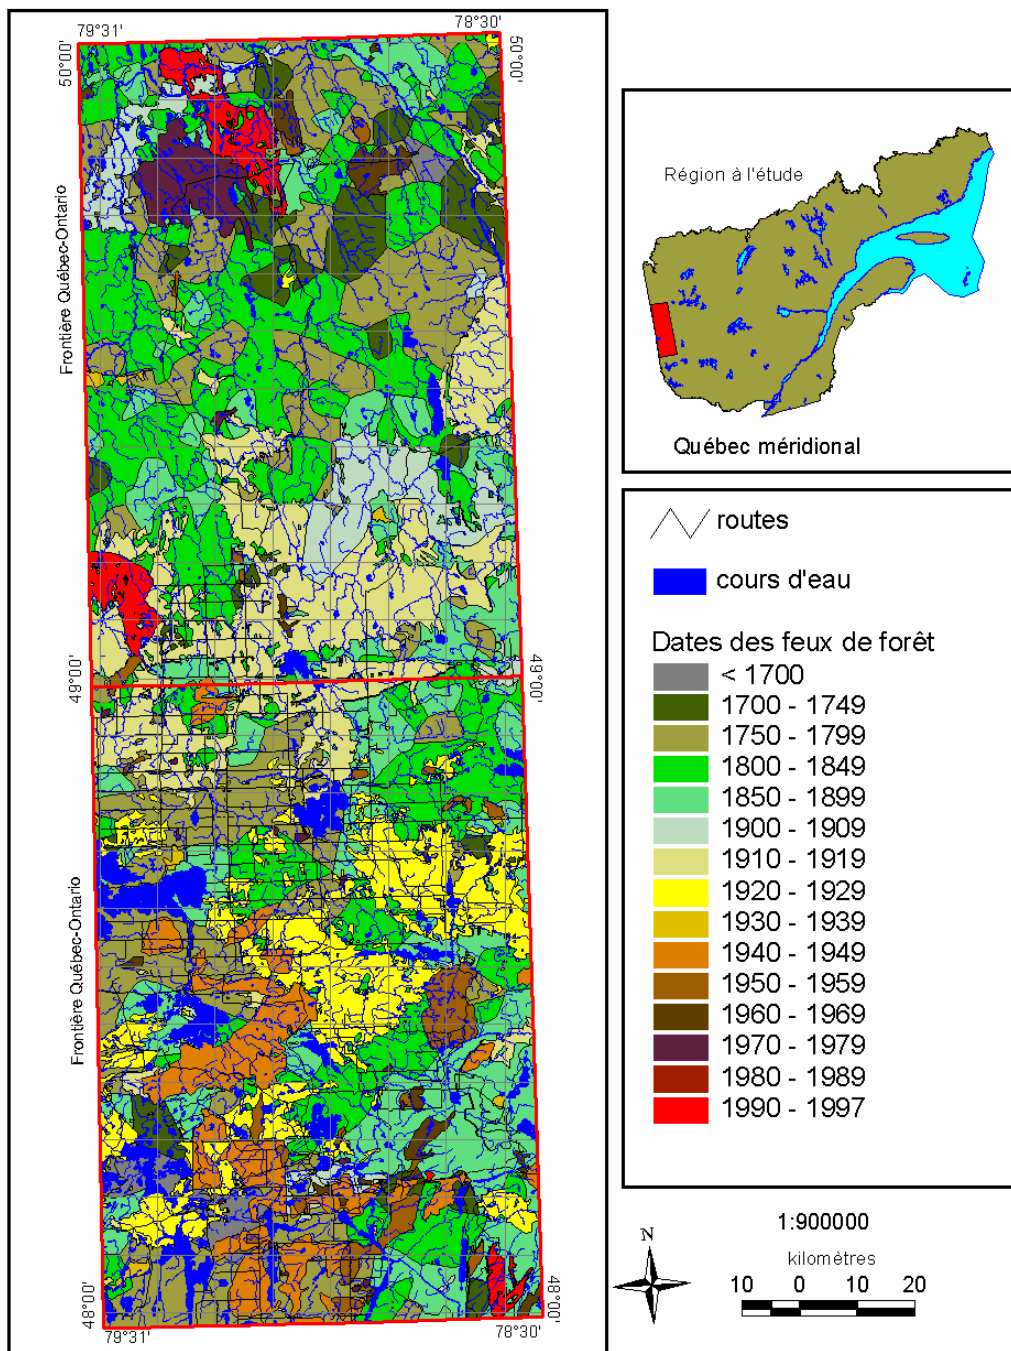 79°31'
78°30'
50°00'
50°00'
Frontière Québec-Ontario
49°00'
49°00'
Frontière Québec-Ontario
48°00'
48°00'
79°31'
78°30'
Région à l'étude
Québec méridional
routes
cours d'eau
Dates des feux de forêt
< 1700
1700 - 1749
1750 - 1799
1800 - 1849
1850 - 1899
1900 - 1909
1910 - 1919
1920 - 1929
1930 - 1939
1940 - 1949
1950 - 1959
1960 - 1969
1970 - 1979
1980 - 1989
1990 - 1997
N
1:900000
kilomètres
10 0 10 20